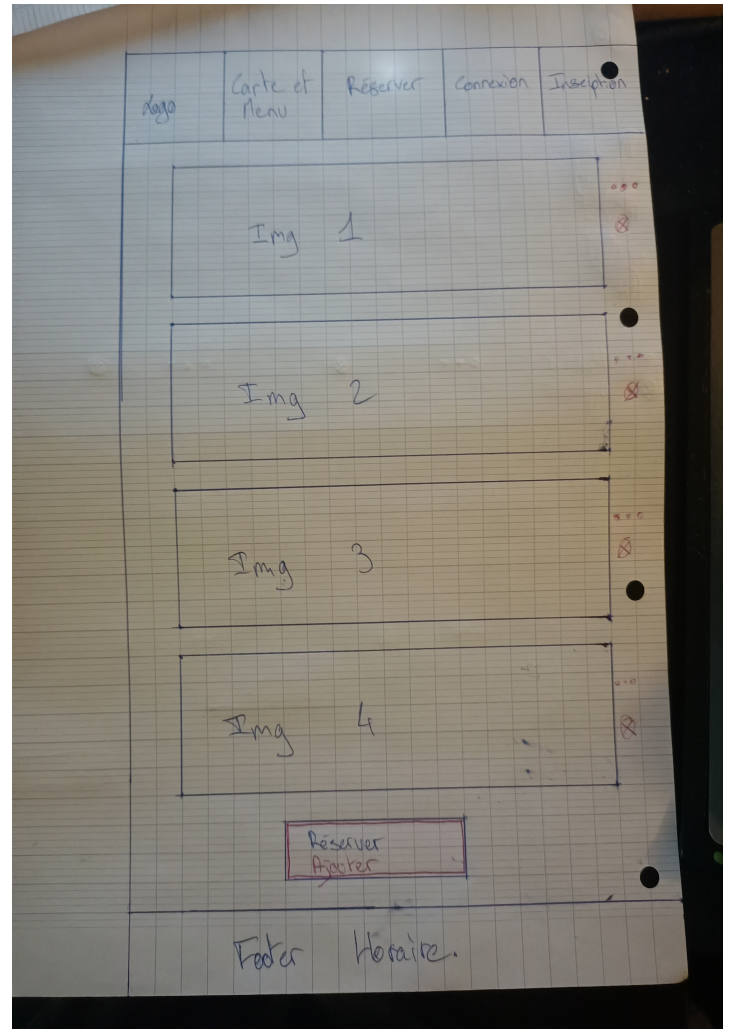 Logo
Carte et
Menu
Réserver
Connexion
Inscription
Img 1
Img 2
Img 3
Img 4
Réserver
Ajouter
Footer Horaire.